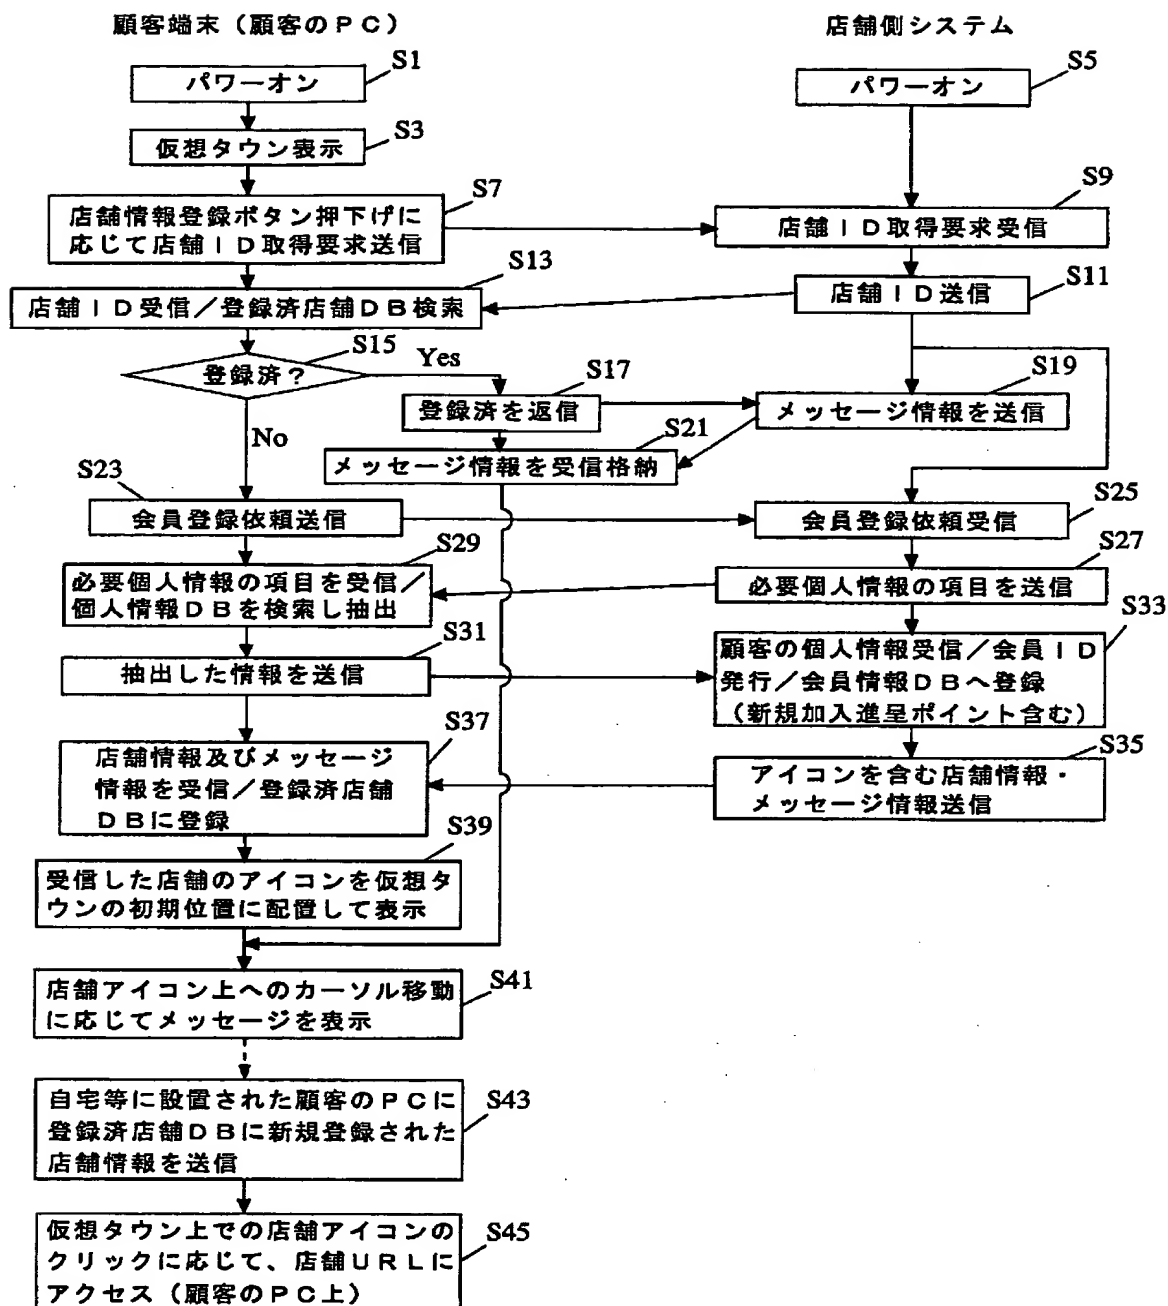 顧客端末（顧客のＰＣ）
店舗側システム
S1
パワーオン
S5
パワーオン
S3
仮想タウン表示
S7
店舗情報登録ボタン押下げに
応じて店舗ＩＤ取得要求送信
S9
店舗ＩＤ取得要求受信
S13
店舗ＩＤ受信／登録済店舗ＤＢ検索
S11
店舗ＩＤ送信
S15
登録済？
Yes
No
S17
登録済を返信
S19
メッセージ情報を送信
S21
メッセージ情報を受信格納
S23
会員登録依頼送信
S25
会員登録依頼受信
S29
必要個人情報の項目を受信／
個人情報ＤＢを検索し抽出
S27
必要個人情報の項目を送信
S31
抽出した情報を送信
S33
顧客の個人情報受信／会員ＩＤ
発行／会員情報ＤＢへ登録
（新規加入進呈ポイント含む）
S37
店舗情報及びメッセージ
情報を受信／登録済店舗
ＤＢに登録
S35
アイコンを含む店舗情報・
メッセージ情報送信
S39
受信した店舗のアイコンを仮想タ
ウンの初期位置に配置して表示
S41
店舗アイコン上へのカーソル移動
に応じてメッセージを表示
S43
自宅等に設置された顧客のＰＣに
登録済店舗ＤＢに新規登録された
店舗情報を送信
S45
仮想タウン上での店舗アイコンの
クリックに応じて、店舗ＵＲＬに
アクセス（顧客のＰＣ上）